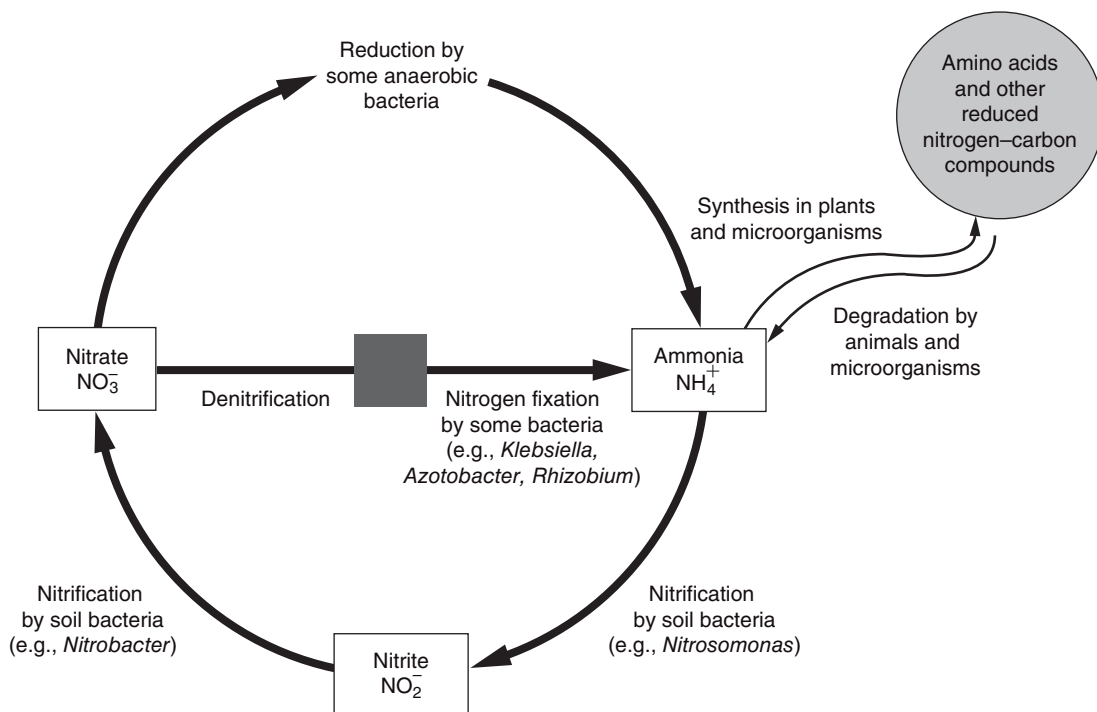 Reduction by
some anaerobic
bacteria
Amino acids
and other
reduced
nitrogen–carbon
compounds
Synthesis in plants
and microorganisms
Degradation by
animals and
microorganisms
Nitrate
NO₃⁻
Denitrification
Nitrogen fixation
by some bacteria
(e.g., Klebsiella,
Azotobacter, Rhizobium)
Ammonia
NH₄⁺
Nitrification
by soil bacteria
(e.g., Nitrobacter)
Nitrite
NO₂⁻
Nitrification
by soil bacteria
(e.g., Nitrosomonas)